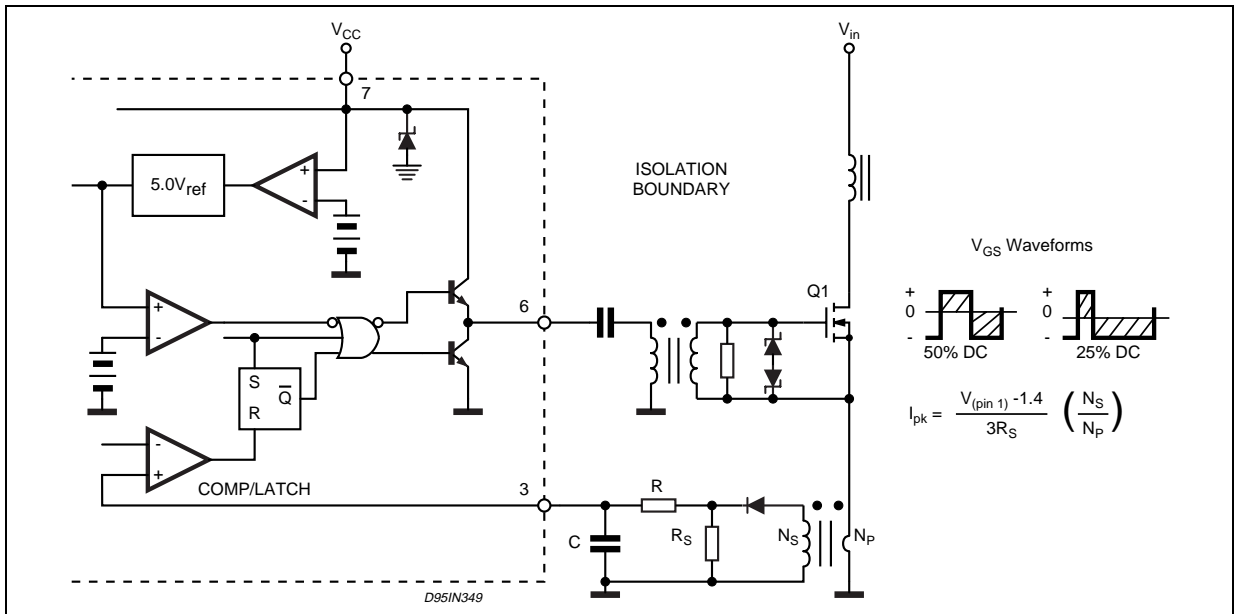 VCC
Vin
7
5.0Vref
+
-
ISOLATION
BOUNDARY
VGS Waveforms
+
0
-
50% DC
+
0
-
25% DC
Q1
6
+
-
S
R
Q̅
Ipk = V(pin 1) -1.4 / 3RS (NS / NP)
-
+
COMP/LATCH
3
R
C
RS
NS
NP
D95IN349